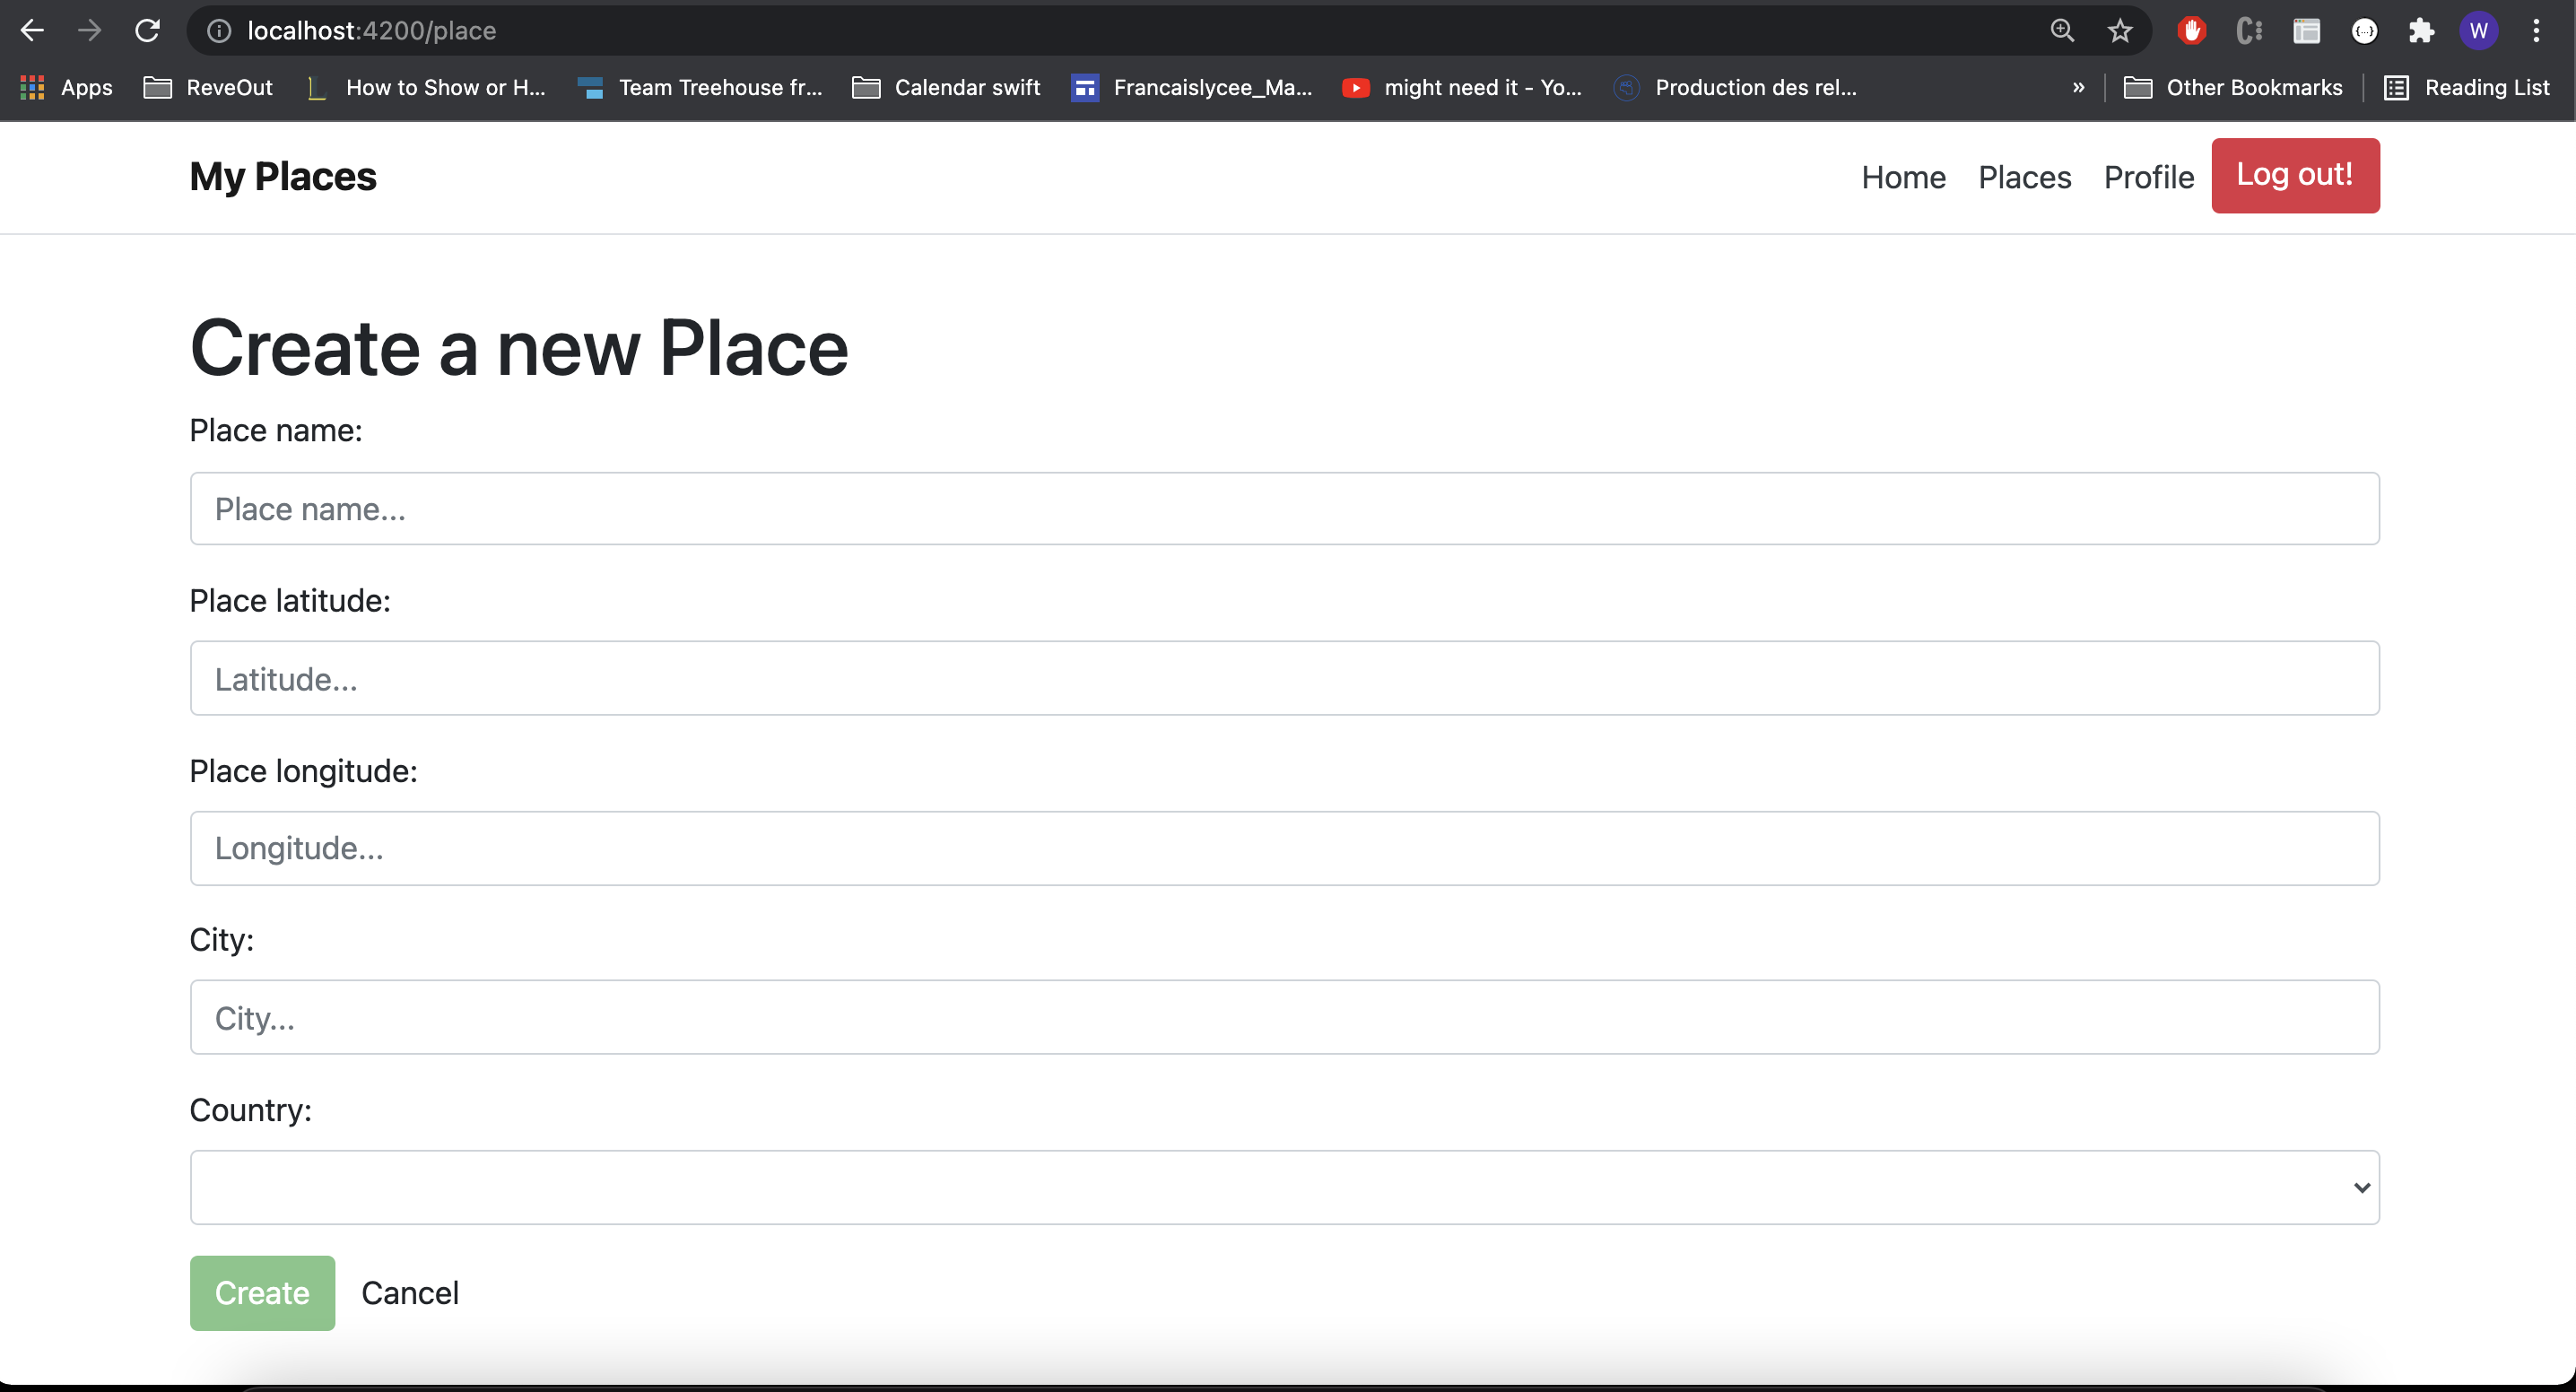 localhost:4200/place
Apps ReveOut How to Show or H... Team Treehouse fr... Calendar swift Francaislycee_Ma... might need it - Yo... Production des rel... » Other Bookmarks Reading List
W
My Places Home Places Profile Log out!
Create a new Place
Place name:
Place name...
Place latitude:
Latitude...
Place longitude:
Longitude...
City:
City...
Country:
Create Cancel